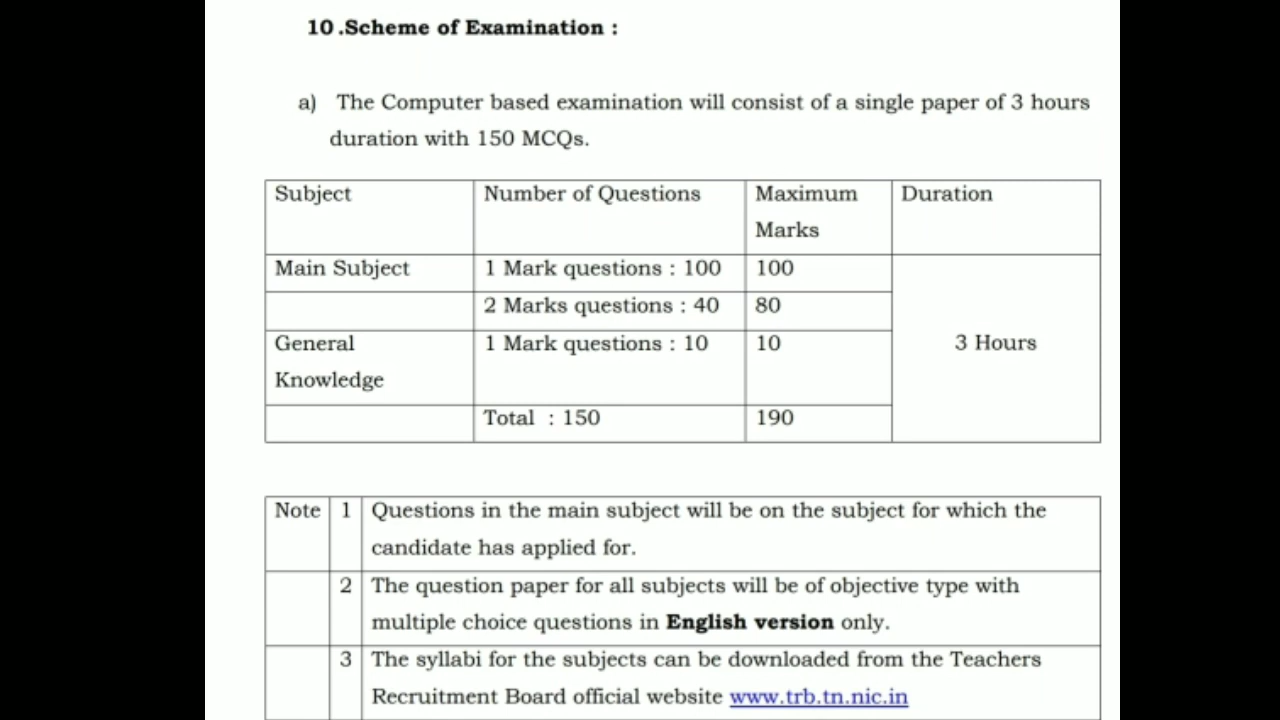 10 .Scheme of Examination :
a) The Computer based examination will consist of a single paper of 3 hours
duration with 150 MCQs.
Subject Number of Questions Maximum Marks Duration
Main Subject 1 Mark questions : 100 100
2 Marks questions : 40 80
General Knowledge 1 Mark questions : 10 10 3 Hours
Total : 150 190
Note 1 Questions in the main subject will be on the subject for which the
candidate has applied for.
2 The question paper for all subjects will be of objective type with
multiple choice questions in English version only.
3 The syllabi for the subjects can be downloaded from the Teachers
Recruitment Board official website www.trb.tn.nic.in